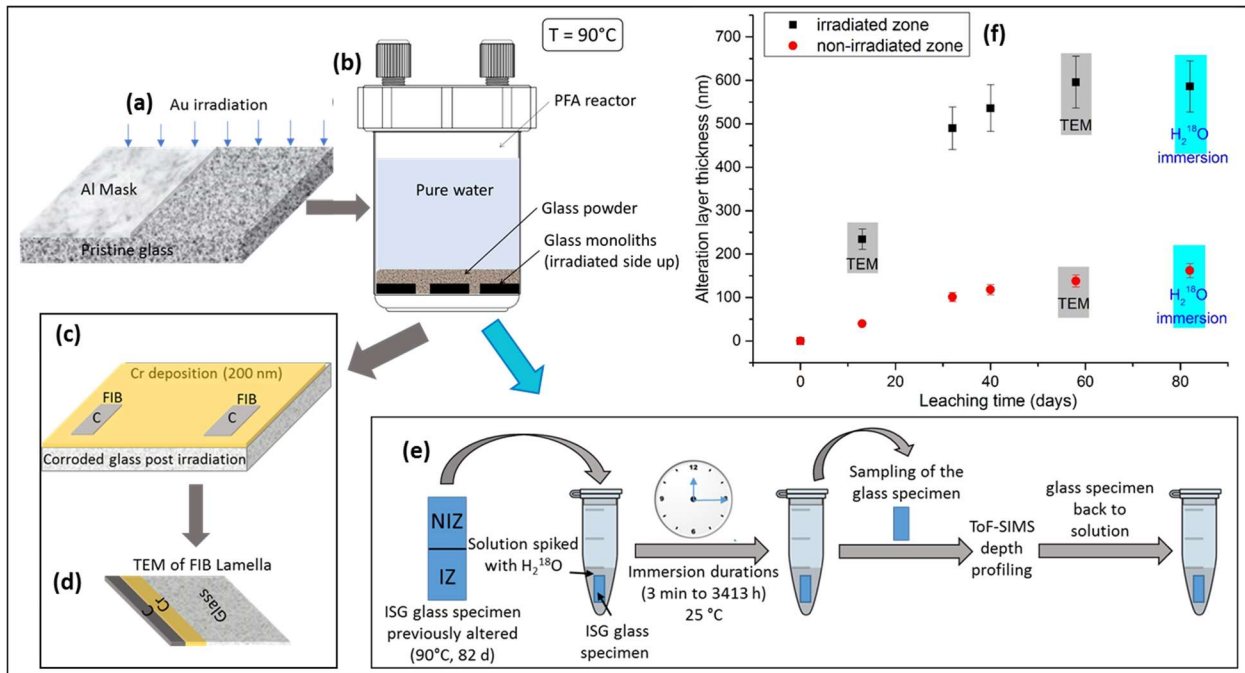 (a)
Au irradiation
Al Mask
Pristine glass
(b)
T = 90°C
PFA reactor
Pure water
Glass powder
Glass monoliths
(irradiated side up)
(c)
Cr deposition (200 nm)
FIB
C
FIB
C
Corroded glass post irradiation
TEM of FIB Lamella
(d)
C
Cr
Glass
(e)
NIZ
IZ
ISG glass specimen
previously altered
(90°C, 82 d)
Solution spiked
with H₂¹⁸O
ISG glass
specimen
12
3
6
9
Immersion durations
(3 min to 3413 h)
25 °C
Sampling of the
glass specimen
ToF-SIMS
depth
profiling
glass specimen
back to
solution
(f)
irradiated zone
non-irradiated zone
Alteration layer thickness (nm)
700
600
500
400
300
200
100
0
TEM
TEM
H₂¹⁸O
immersion
TEM
H₂¹⁸O
immersion
0
20
40
60
80
Leaching time (days)